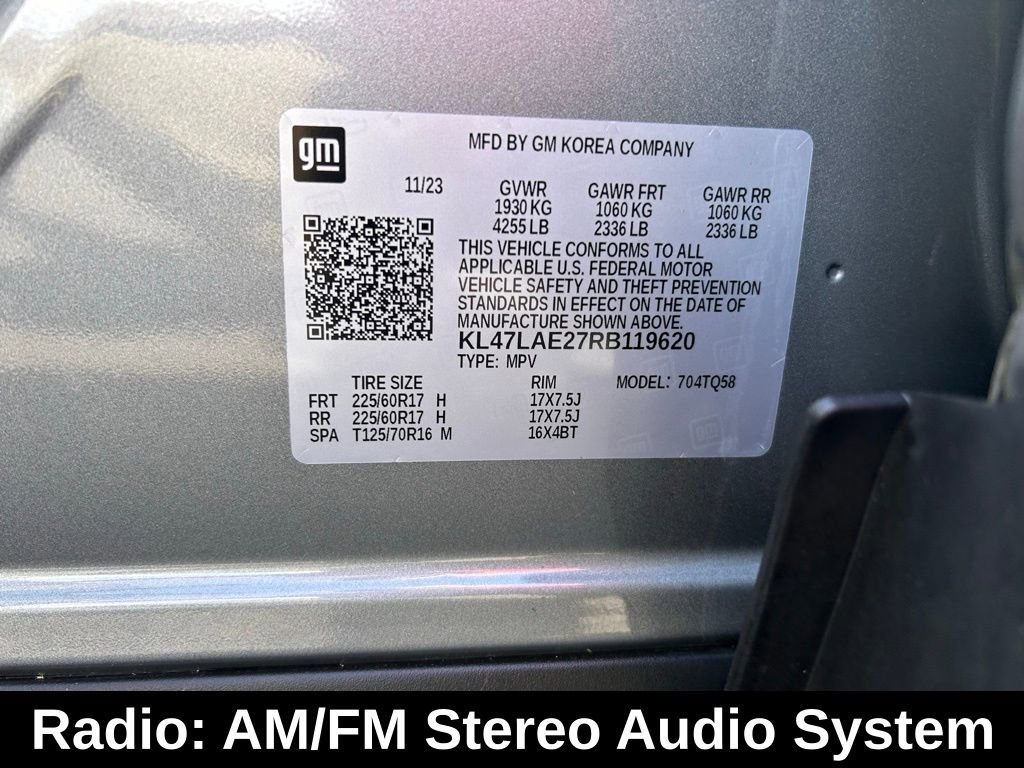 gm
MFD BY GM KOREA COMPANY
11/23
GVWR GAWR FRT GAWR RR
1930 KG 1060 KG 1060 KG
4255 LB 2336 LB 2336 LB
THIS VEHICLE CONFORMS TO ALL
APPLICABLE U.S. FEDERAL MOTOR
VEHICLE SAFETY AND THEFT PREVENTION
STANDARDS IN EFFECT ON THE DATE OF
MANUFACTURE SHOWN ABOVE.
KL47LAE27RB119620
TYPE: MPV
TIRE SIZE RIM MODEL: 704TQ58
FRT 225/60R17 H 17X7.5J
RR 225/60R17 H 17X7.5J
SPA T125/70R16 M 16X4BT
gm
Radio: AM/FM Stereo Audio System